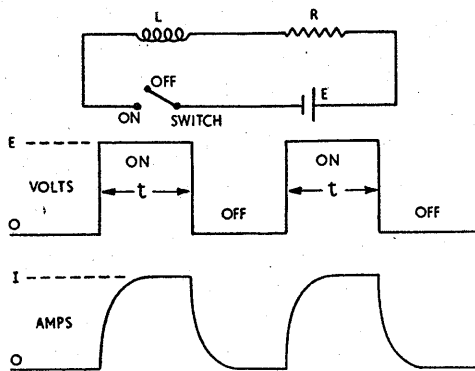 L R
OFF
E
ON SWITCH
E
ON ON
VOLTS t t
OFF OFF
O
I
AMPS
O